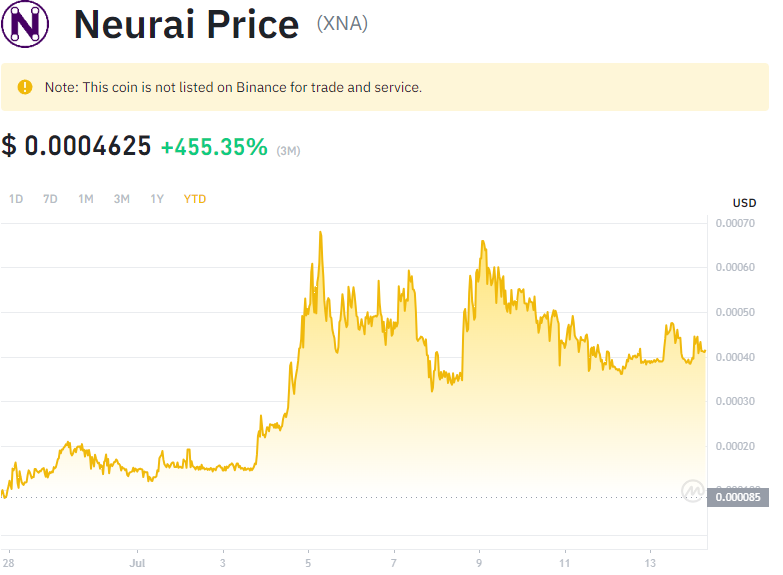 Neurai Price (XNA)
Note: This coin is not listed on Binance for trade and service.
$ 0.0004625 +455.35% (3M)
1D 7D 1M 3M 1Y YTD
USD
0.00070
0.00060
0.00050
0.00040
0.00030
0.00020
0.000085
28 Jul 3 5 7 9 11 13